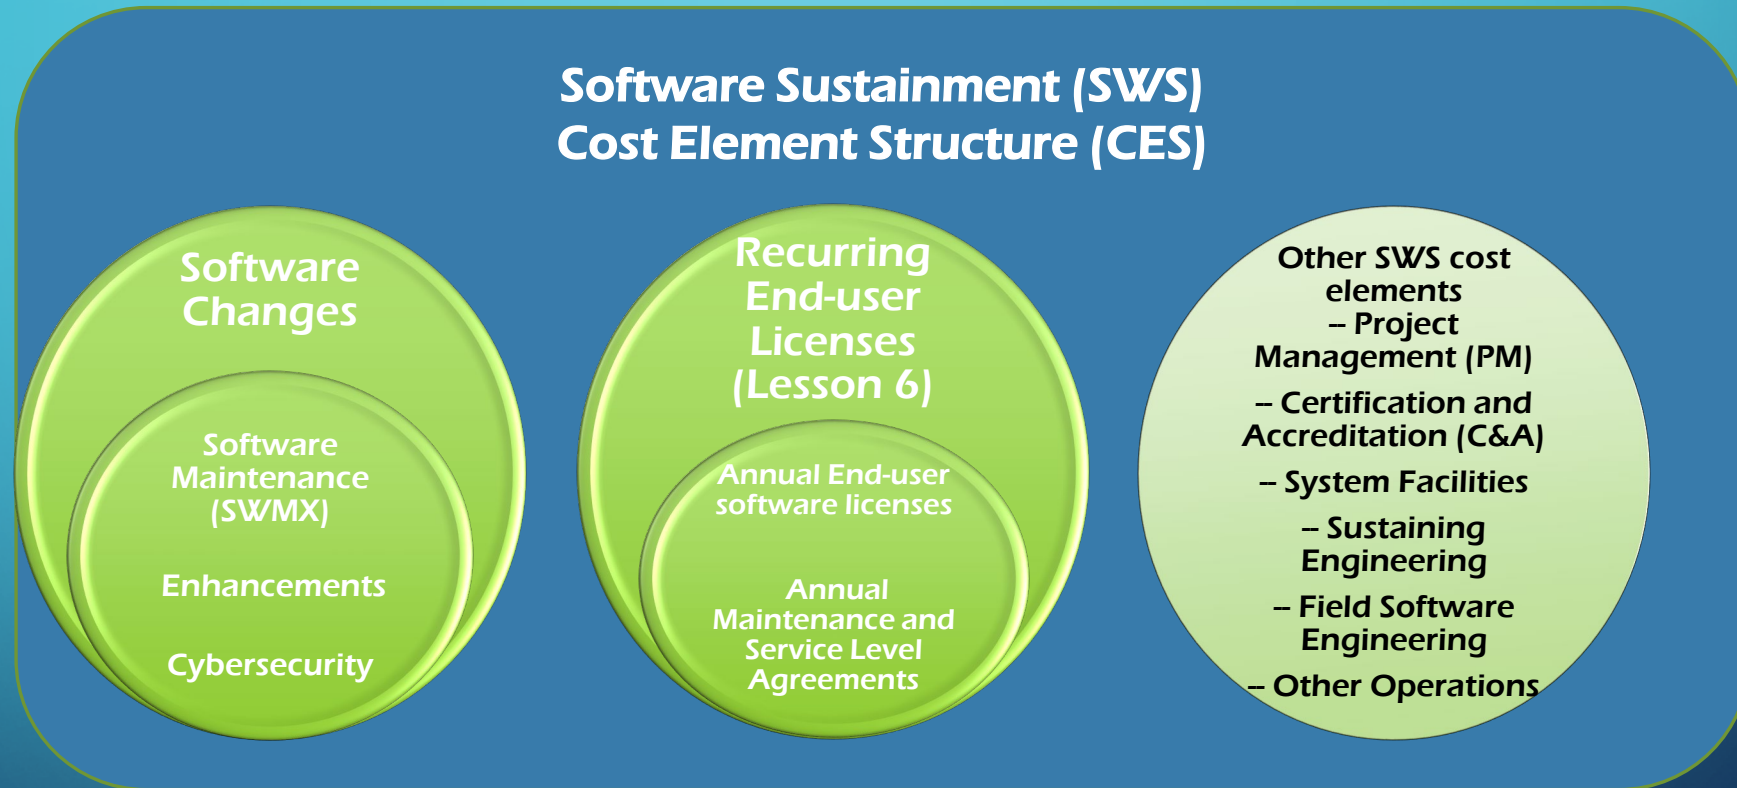 Software Sustainment (SWS)
Cost Element Structure (CES)
Software
Changes
Software
Maintenance
(SWMX)
Enhancements
Cybersecurity
Recurring
End-user
Licenses
(Lesson 6)
Annual End-user
software licenses
Annual
Maintenance and
Service Level
Agreements
Other SWS cost
elements
-- Project
Management (PM)
-- Certification and
Accreditation (C&A)
-- System Facilities
-- Sustaining
Engineering
-- Field Software
Engineering
-- Other Operations